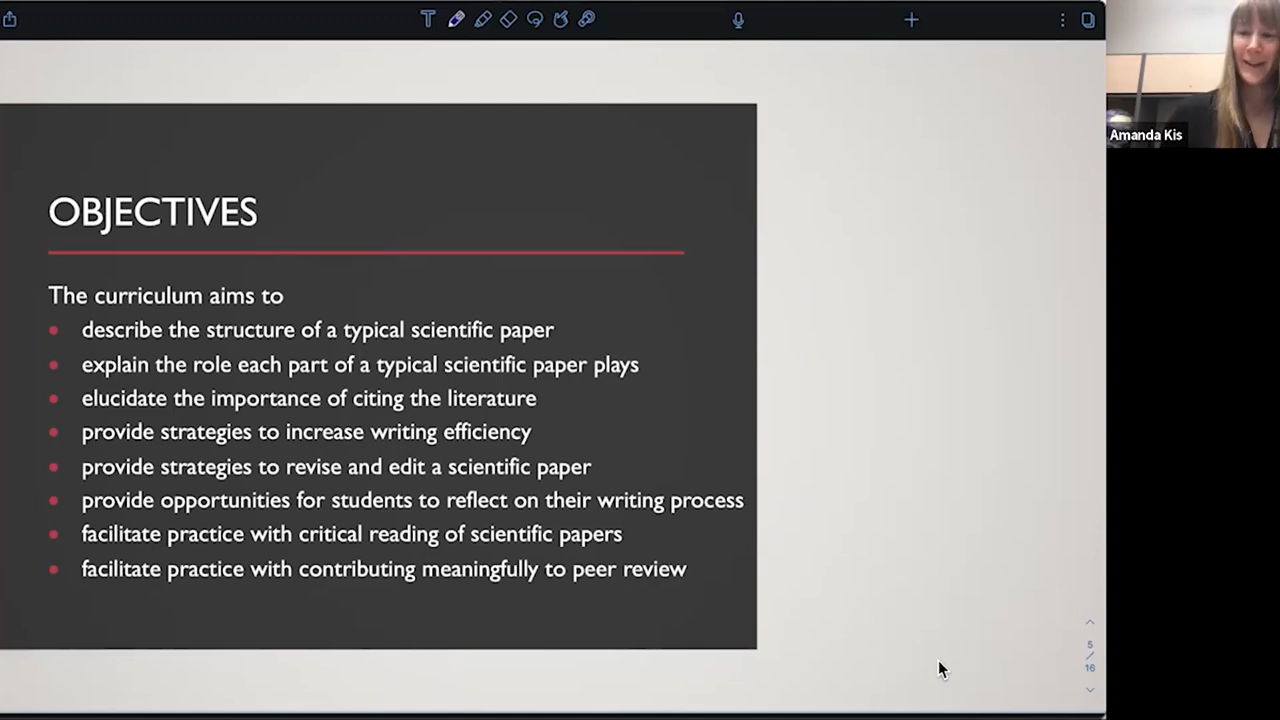 Amanda Kis
OBJECTIVES
The curriculum aims to
• describe the structure of a typical scientific paper
• explain the role each part of a typical scientific paper plays
• elucidate the importance of citing the literature
• provide strategies to increase writing efficiency
• provide strategies to revise and edit a scientific paper
• provide opportunities for students to reflect on their writing process
• facilitate practice with critical reading of scientific papers
• facilitate practice with contributing meaningfully to peer review
5
/
16